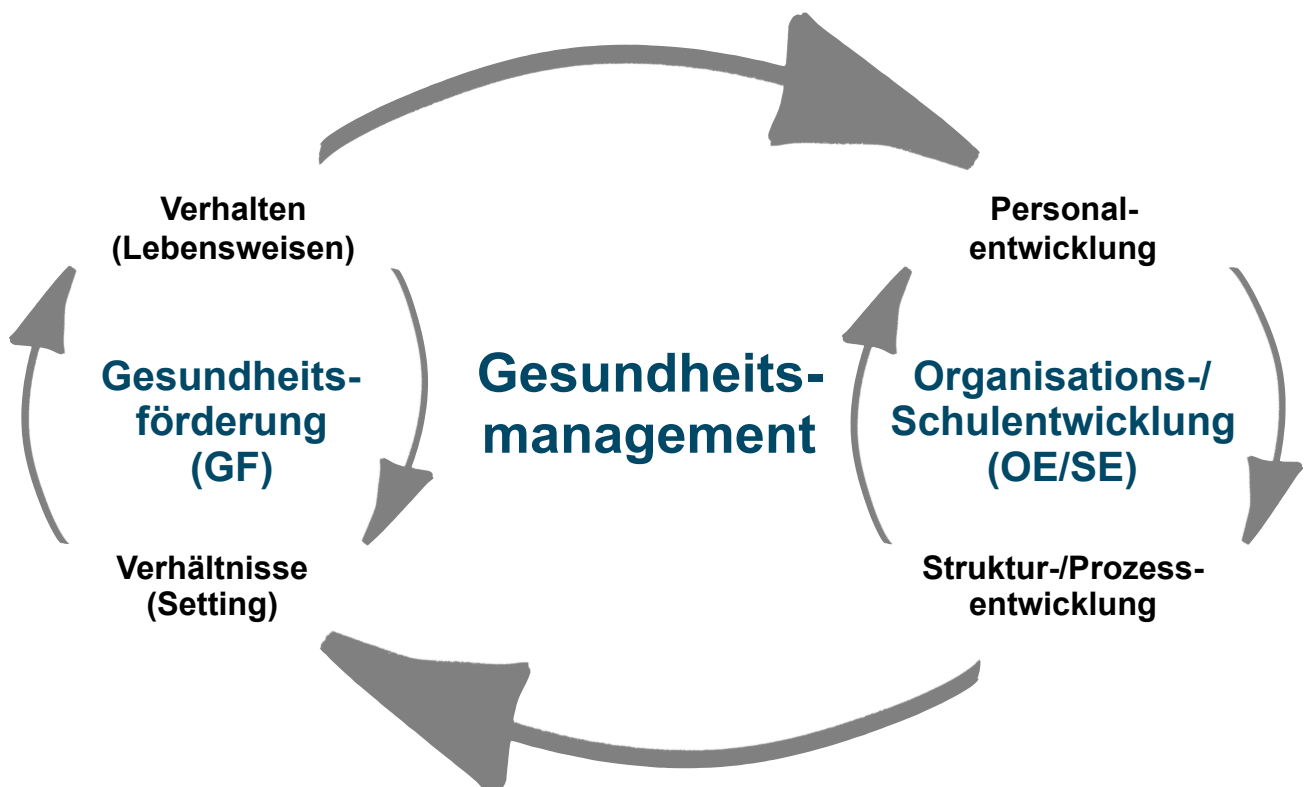 Verhalten
(Lebensweisen)
Gesundheits-
förderung
(GF)
Verhältnisse
(Setting)
Gesundheits-
management
Personal-
entwicklung
Organisations-/
Schulentwicklung
(OE/SE)
Struktur-/Prozess-
entwicklung